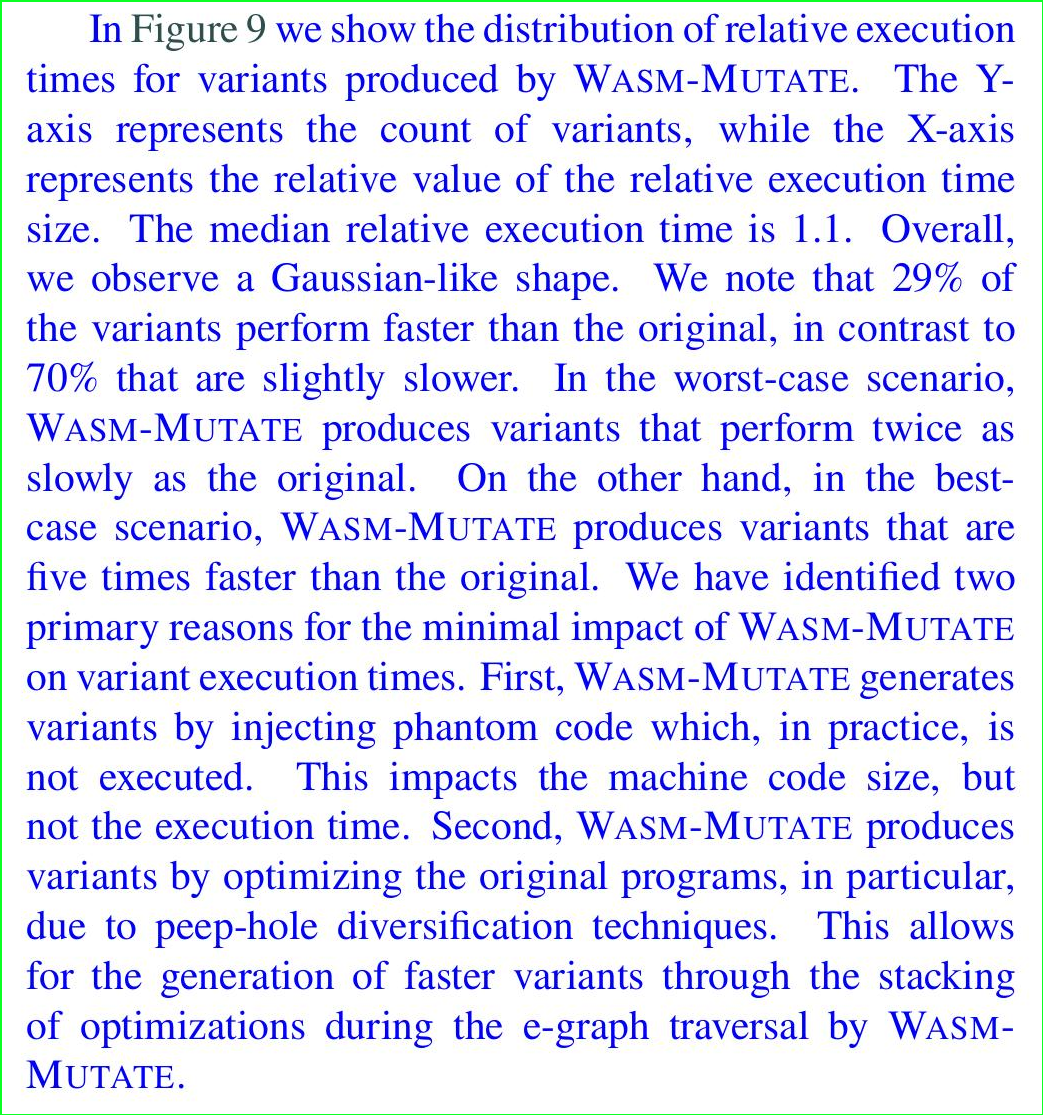 In Figure 9 we show the distribution of relative execution
times for variants produced by WASM-MUTATE. The Y-
axis represents the count of variants, while the X-axis
represents the relative value of the relative execution time
size. The median relative execution time is 1.1. Overall,
we observe a Gaussian-like shape. We note that 29% of
the variants perform faster than the original, in contrast to
70% that are slightly slower. In the worst-case scenario,
WASM-MUTATE produces variants that perform twice as
slowly as the original. On the other hand, in the best-
case scenario, WASM-MUTATE produces variants that are
five times faster than the original. We have identified two
primary reasons for the minimal impact of WASM-MUTATE
on variant execution times. First, WASM-MUTATE generates
variants by injecting phantom code which, in practice, is
not executed. This impacts the machine code size, but
not the execution time. Second, WASM-MUTATE produces
variants by optimizing the original programs, in particular,
due to peep-hole diversification techniques. This allows
for the generation of faster variants through the stacking
of optimizations during the e-graph traversal by WASM-
MUTATE.